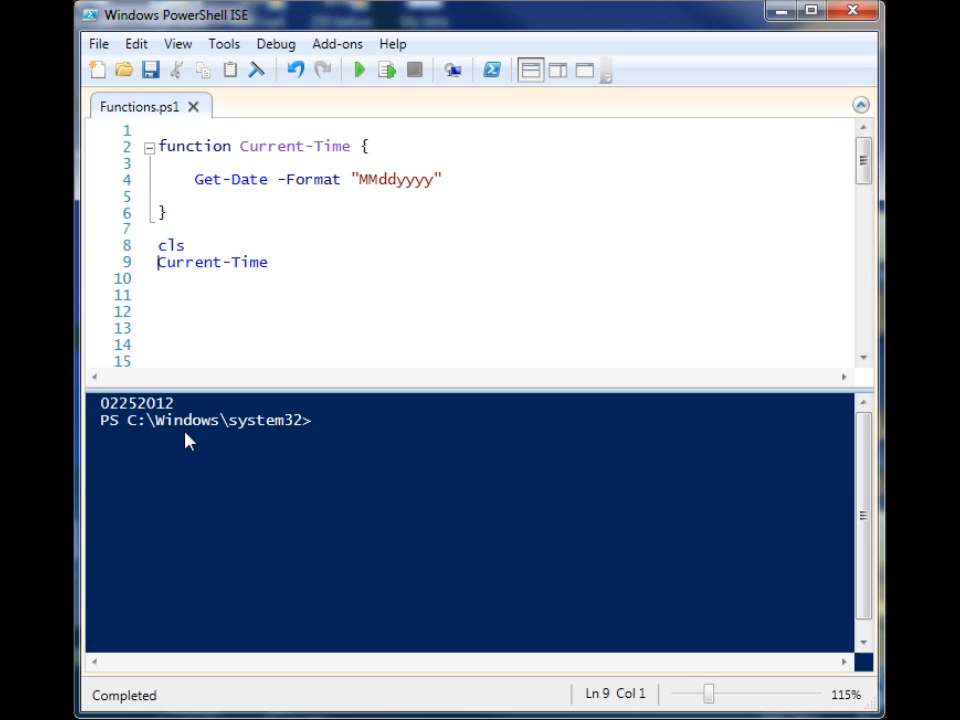 Windows PowerShell ISE
File Edit View Tools Debug Add-ons Help
Functions.ps1
1
2 function Current-Time {
3
4 Get-Date -Format "MMddyyyy"
5
6 }
7
8 cls
9 Current-Time
10
11
12
13
14
15
02252012
PS C:\Windows\system32>
Completed Ln 9 Col 1 115%